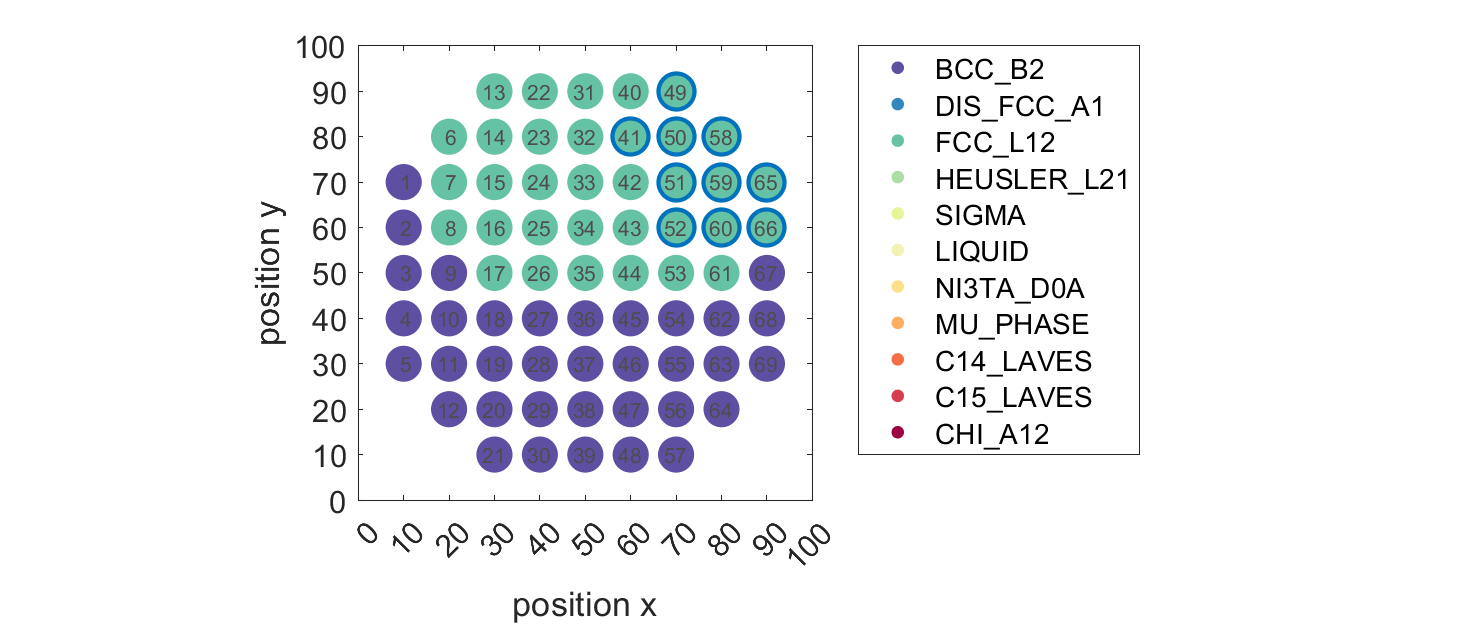 100
90
80
70
60
50
40
30
20
10
0
position y
13 22 31 40 49
6 14 23 32 41 50 58
1 7 15 24 33 42 51 59 65
2 8 16 25 34 43 52 60 66
3 9 17 26 35 44 53 61 67
4 10 18 27 36 45 54 62 68
5 11 19 28 37 46 55 63 69
12 20 29 38 47 56 64
21 30 39 48 57
0 10 20 30 40 50 60 70 80 90 100
position x
BCC_B2
DIS_FCC_A1
FCC_L12
HEUSLER_L21
SIGMA
LIQUID
NI3TA_D0A
MU_PHASE
C14_LAVES
C15_LAVES
CHI_A12